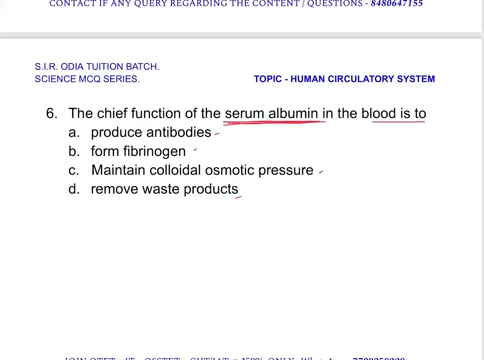 CONTACT IF ANY QUERY REGARDING THE CONTENT / QUESTIONS - 8480647155
S.I.R. ODIA TUITION BATCH.
SCIENCE MCQ SERIES. TOPIC - HUMAN CIRCULATORY SYSTEM
6. The chief function of the serum albumin in the blood is to
a. produce antibodies
b. form fibrinogen
c. Maintain colloidal osmotic pressure
d. remove waste products